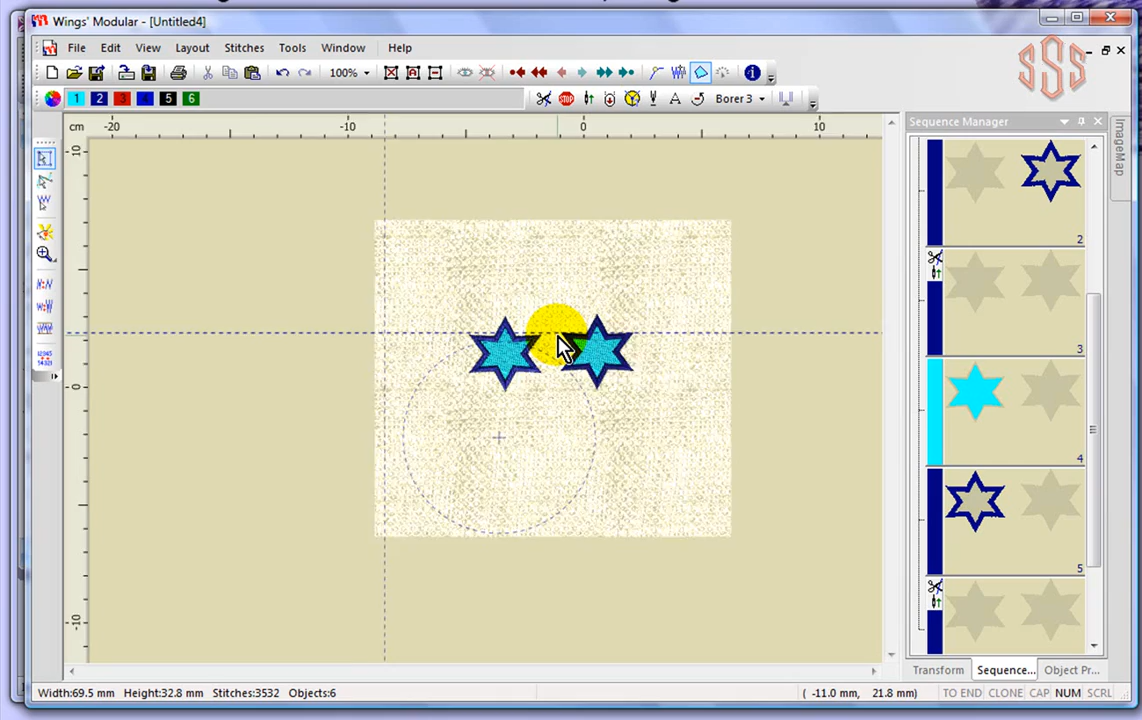 Wings' Modular - [Untitled4]
File Edit View Layout Stitches Tools Window Help
SSS
100%
1 2 3 4 5 6
STOP A Borer 3
cm -20 -10 0 10
Sequence Manager
ImageMap
-10
2
3
0
4
5
-10
Transform Sequence... Object Pr...
Width:69.5 mm Height:32.8 mm Stitches:3532 Objects:6 ( -11.0 mm, 21.8 mm) TO END CLONE CAP NUM SCRL